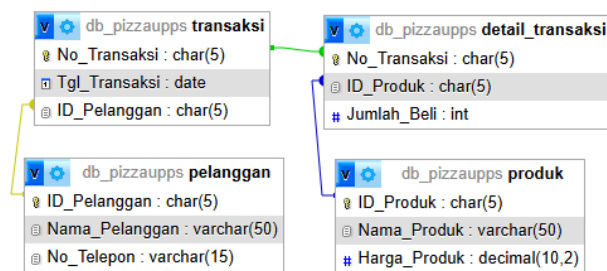 v db_pizzaupps transaksi
No_Transaksi : char(5)
Tgl_Transaksi : date
ID_Pelanggan : char(5)
v db_pizzaupps detail_transaksi
No_Transaksi : char(5)
ID_Produk : char(5)
# Jumlah_Beli : int
v db_pizzaupps pelanggan
ID_Pelanggan : char(5)
Nama_Pelanggan : varchar(50)
No_Telepon : varchar(15)
v db_pizzaupps produk
ID_Produk : char(5)
Nama_Produk : varchar(50)
# Harga_Produk : decimal(10,2)